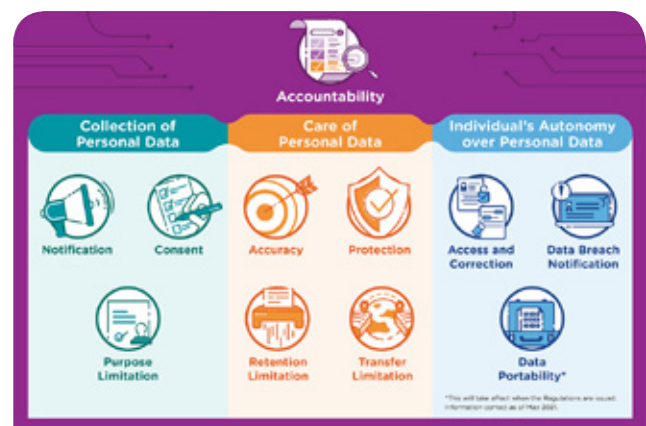 Accountability
Collection of
Personal Data
Notification
Consent
Purpose
Limitation
Care of
Personal Data
Accuracy
Protection
Retention
Limitation
Transfer
Limitation
Individual's Autonomy
over Personal Data
Access and
Correction
Data Breach
Notification
Data
Portability*
*This will take effect when the Regulations are issued.
Information correct as of May 2021.